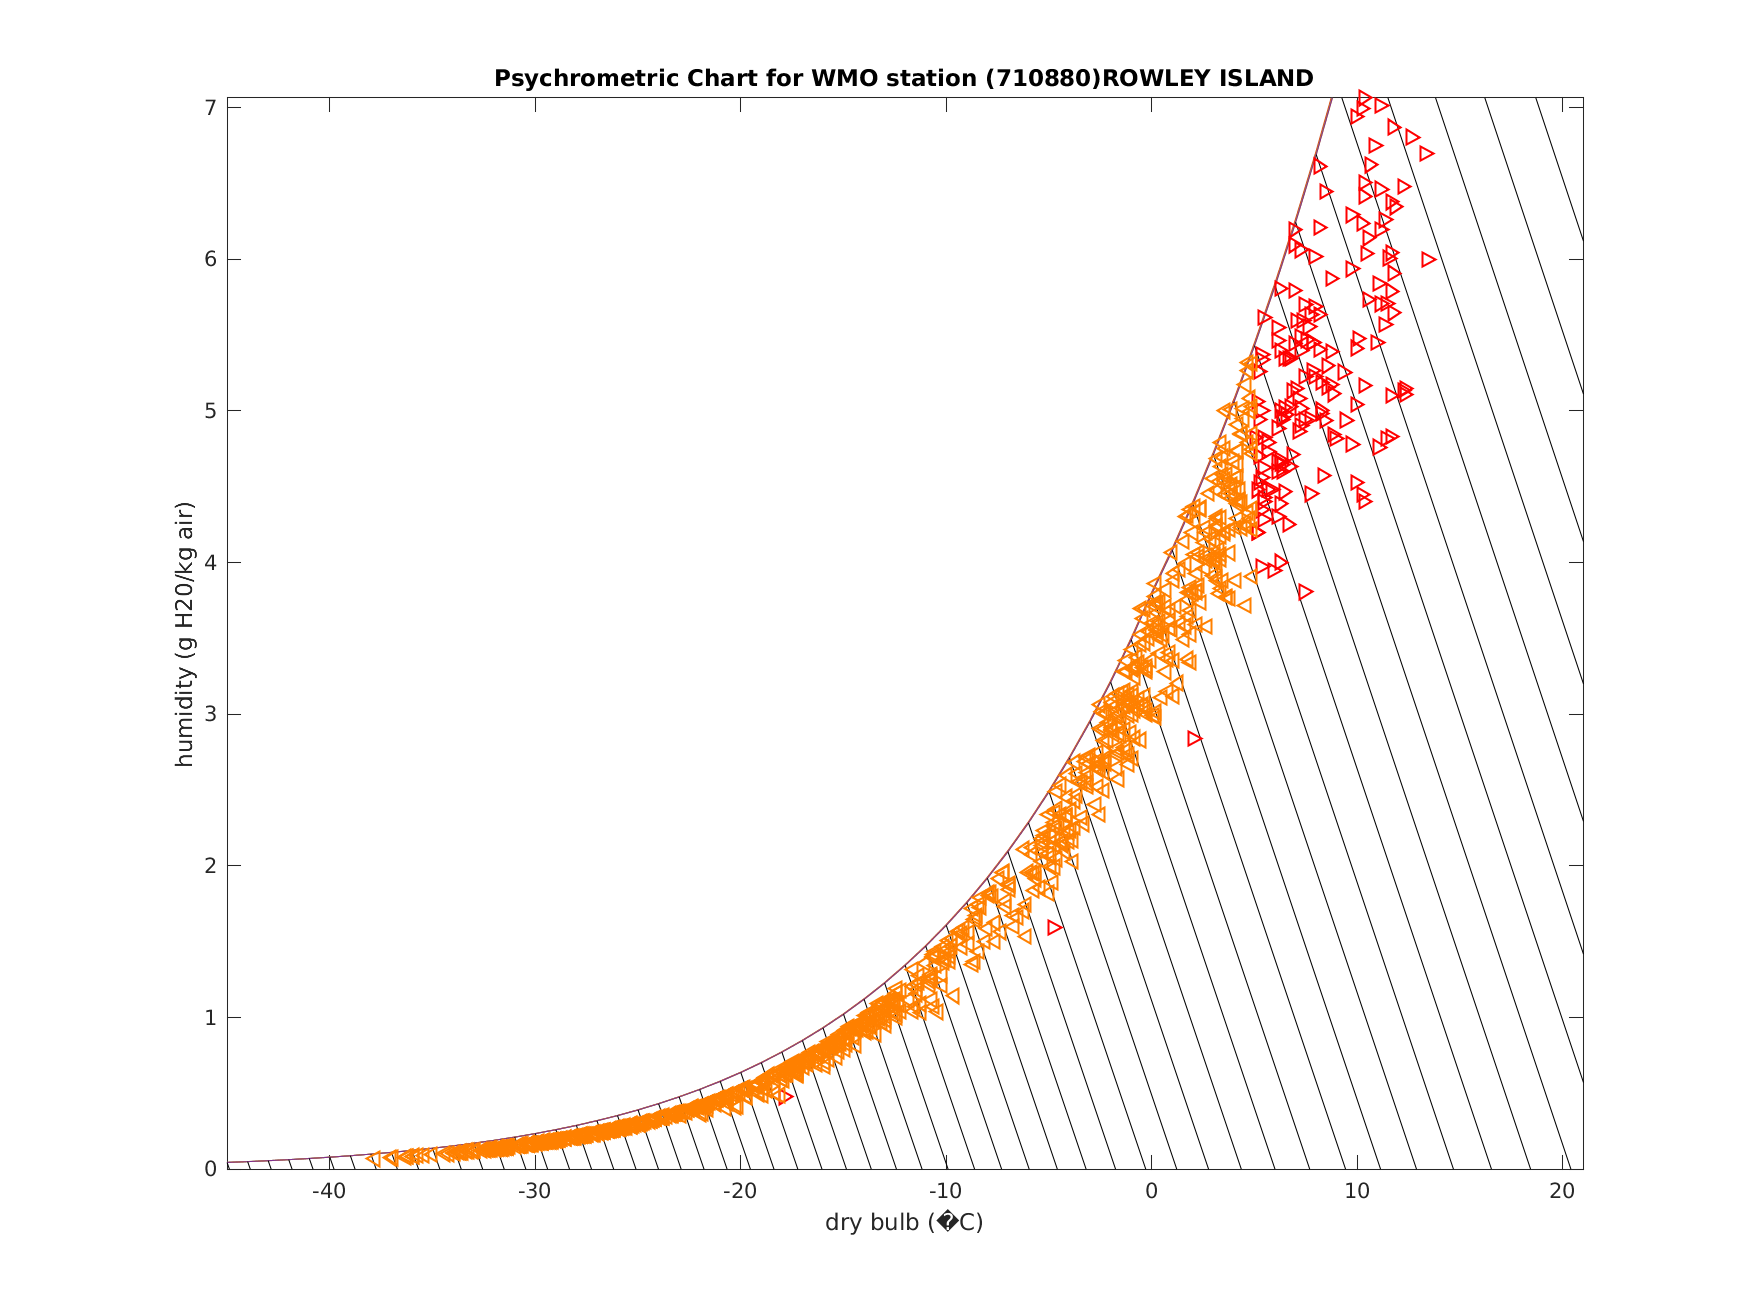 Psychrometric Chart for WMO station (710880)ROWLEY ISLAND
7
6
5
4
3
2
1
0
humidity (g H20/kg air)
-40 -30 -20 -10 0 10 20
dry bulb (�C)